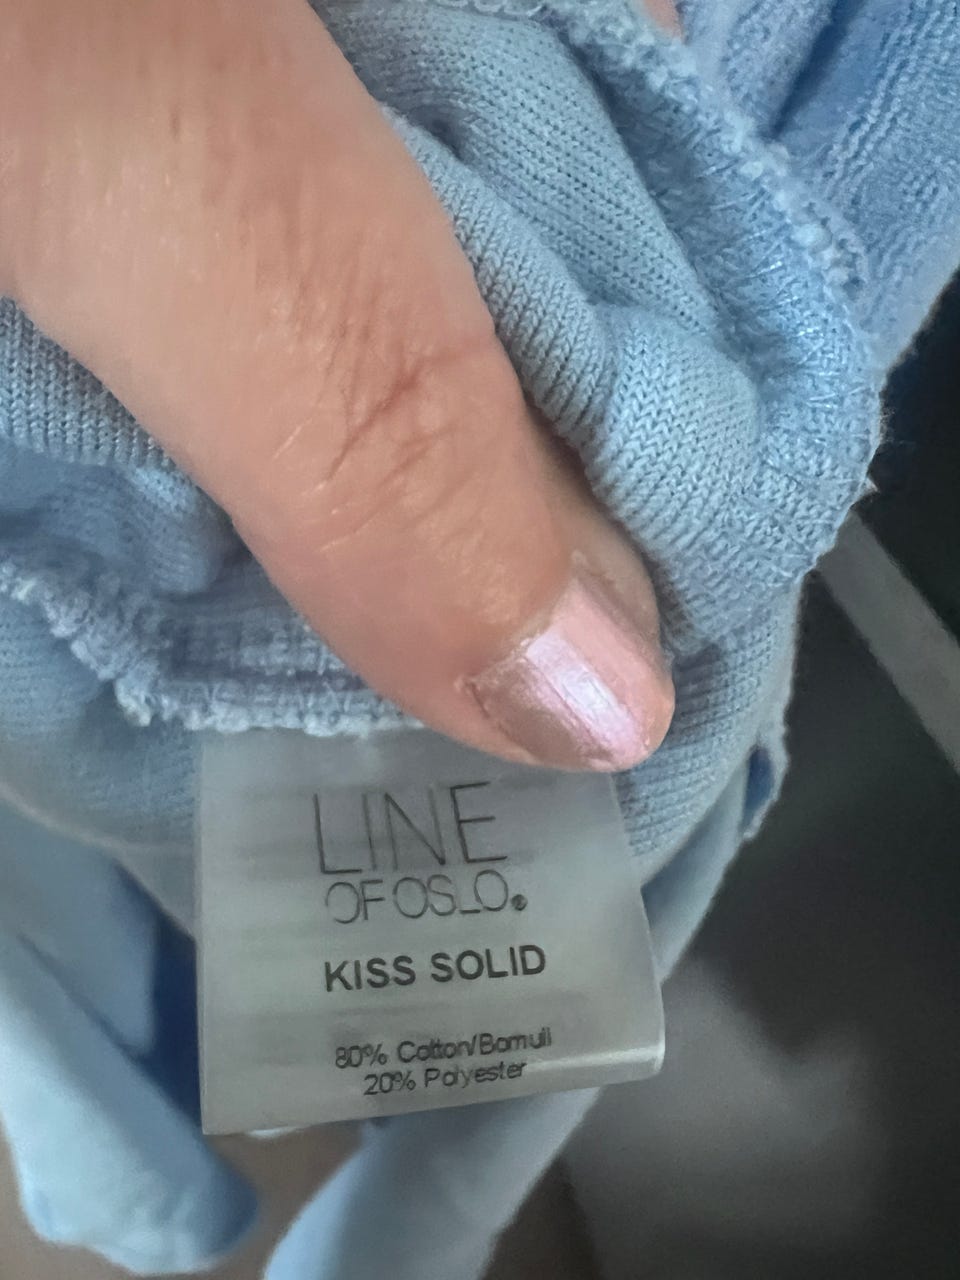 LINE
OF OSLO®
KISS SOLID
80% Cotton/Bomull
20% Polyester